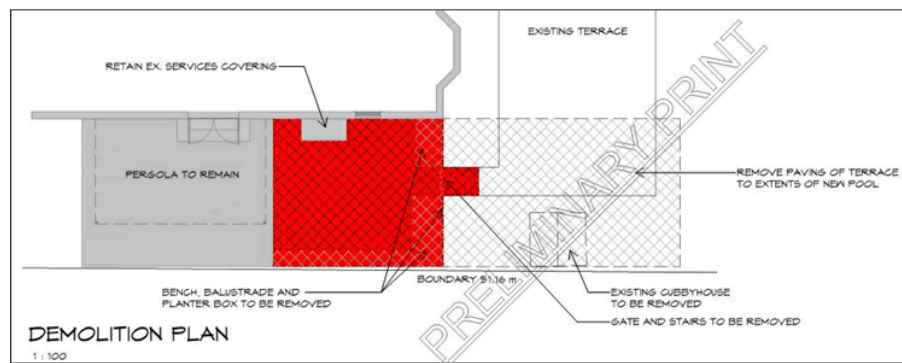 EXISTING TERRACE
RETAIN EX. SERVICES COVERING
PERGOLA TO REMAIN
REMOVE PAVING OF TERRACE
TO EXTENTS OF NEW POOL
BOUNDARY 51.16 m
BENCH, BALUSTRADE AND
PLANTER BOX TO BE REMOVED
EXISTING CUBBYHOUSE
TO BE REMOVED
GATE AND STAIRS TO BE REMOVED
DEMOLITION PLAN
1 : 100
PRELIMINARY PRINT